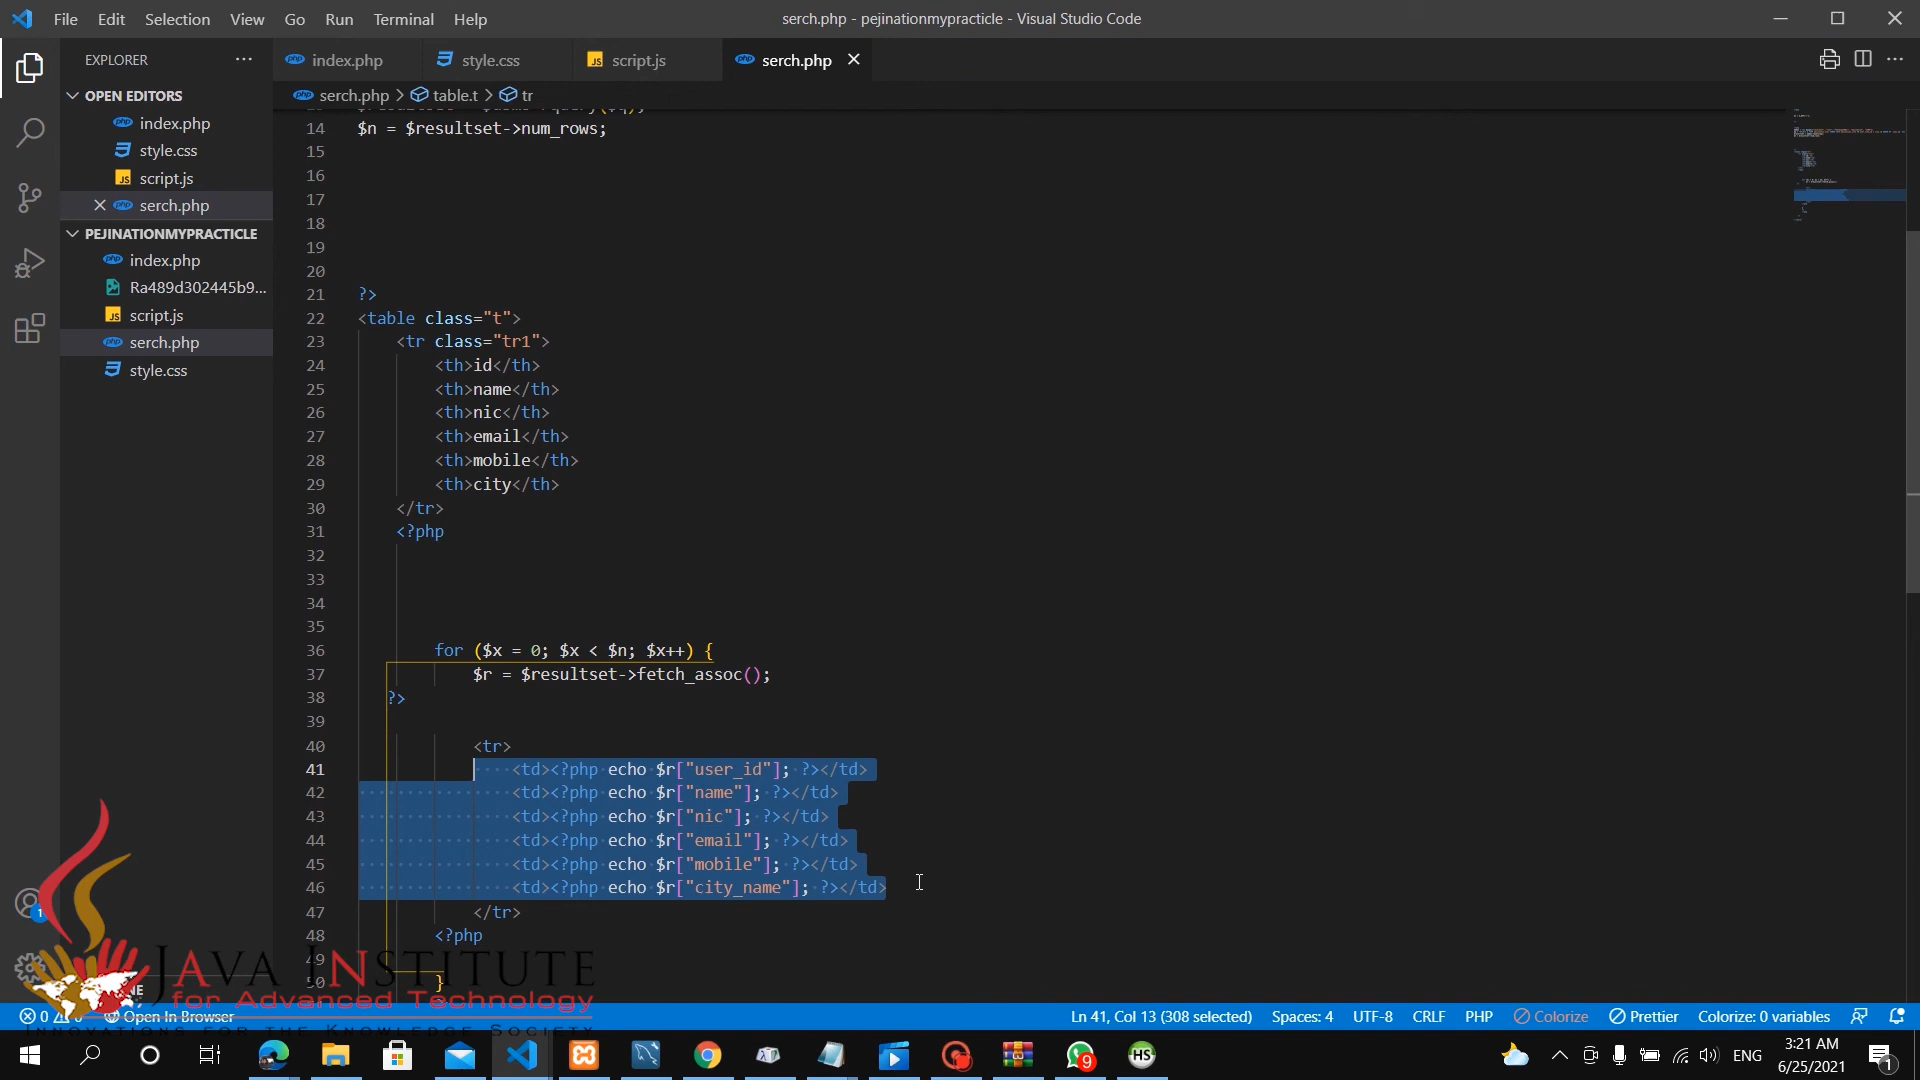 File Edit Selection View Go Run Terminal Help
serch.php - pejinationmypracticle - Visual Studio Code
EXPLORER
index.php
style.css
script.js
serch.php
serch.php > table.t > tr
OPEN EDITORS
index.php
style.css
script.js
serch.php
PEJINATIONMYPRACTICLE
index.php
Ra489d302445b9...
script.js
serch.php
style.css
14 $n = $resultset->num_rows;
15
16
17
18
19
20
21 ?>
22 <table class="t">
23 <tr class="tr1">
24 <th>id</th>
25 <th>name</th>
26 <th>nic</th>
27 <th>email</th>
28 <th>mobile</th>
29 <th>city</th>
30 </tr>
31 <?php
32
33
34
35
36 for ($x = 0; $x < $n; $x++) {
37 $r = $resultset->fetch_assoc();
38 ?>
39
40 <tr>
41 <td><?php echo $r["user_id"]; ?></td>
42 <td><?php echo $r["name"]; ?></td>
43 <td><?php echo $r["nic"]; ?></td>
44 <td><?php echo $r["email"]; ?></td>
45 <td><?php echo $r["mobile"]; ?></td>
46 <td><?php echo $r["city_name"]; ?></td>
47 </tr>
48 <?php
49
50 }
JAVA INSTITUTE
for Advanced Technology
INNOVATIONS FOR THE KNOWLEDGE SOCIETY
Open In Browser
Ln 41, Col 13 (308 selected) Spaces: 4 UTF-8 CRLF PHP Colorize Prettier Colorize: 0 variables
ENG
3:21 AM
6/25/2021